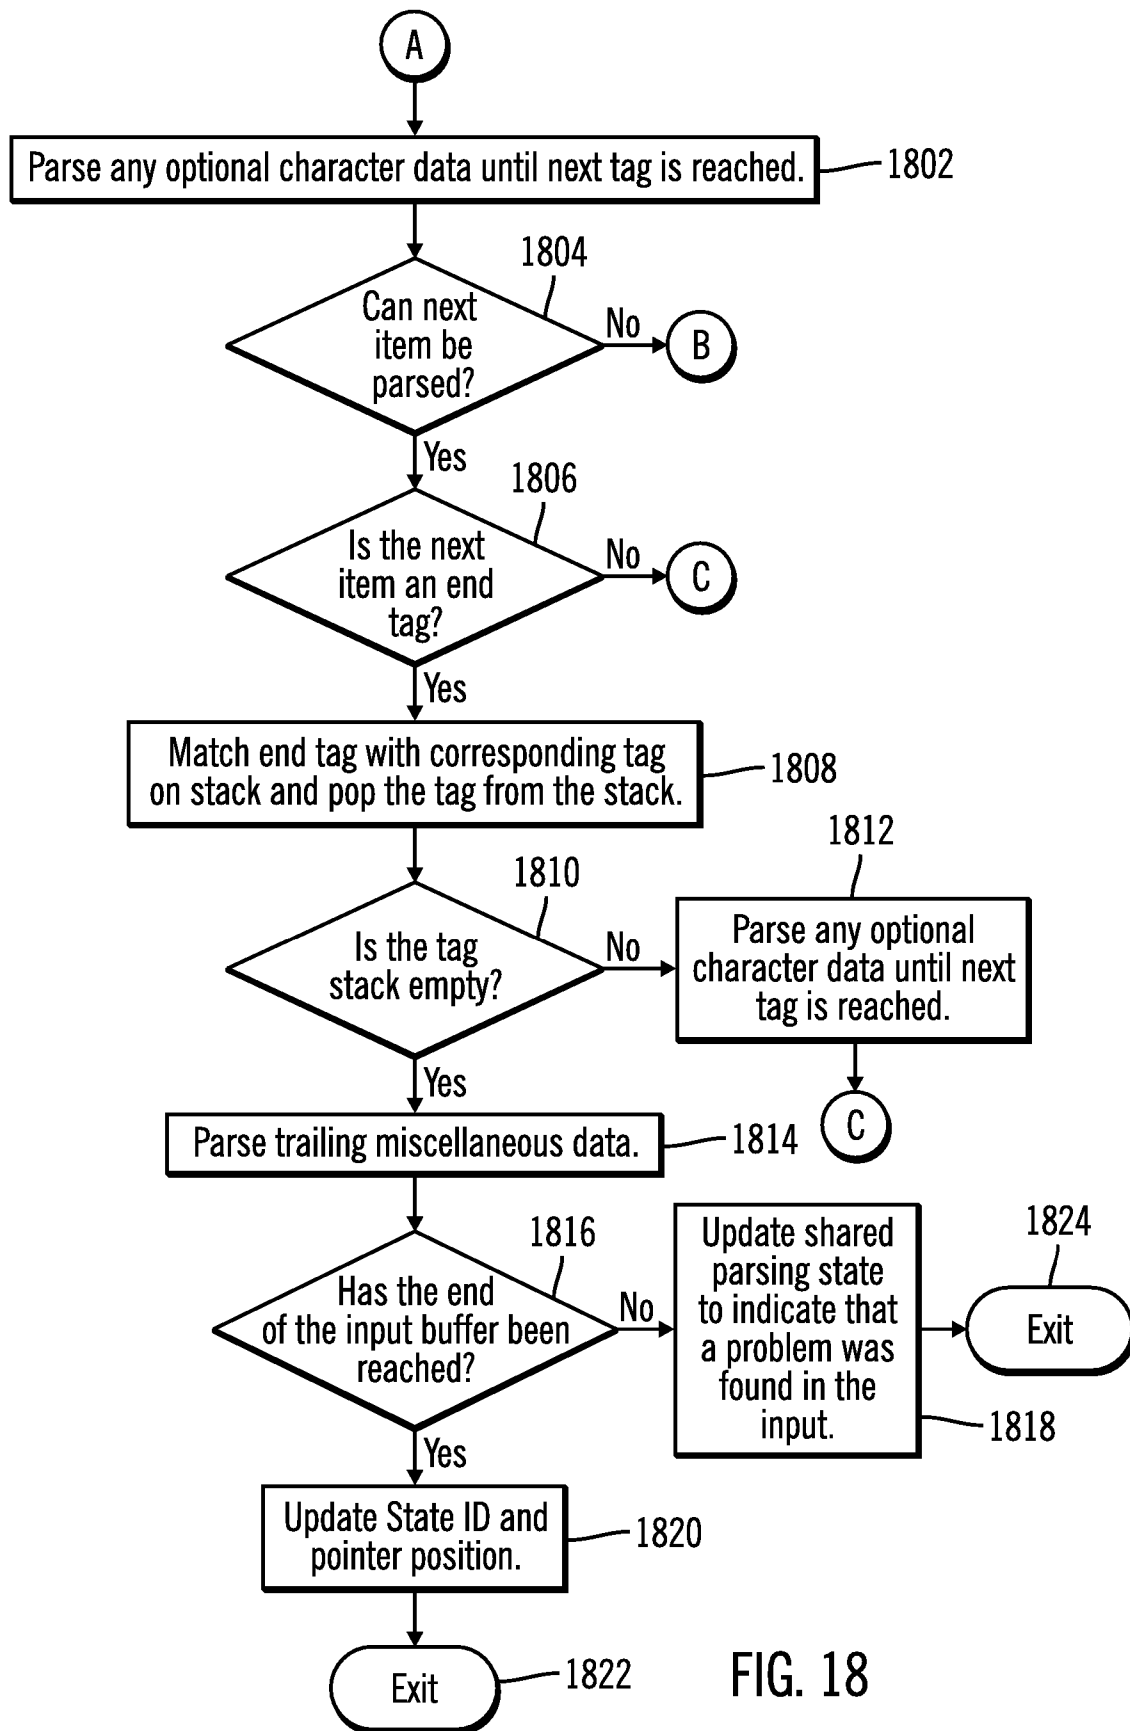 A
Parse any optional character data until next tag is reached.
1802
1804
Can next
item be
parsed?
No
B
Yes
1806
Is the next
item an end
tag?
No
C
Yes
Match end tag with corresponding tag
on stack and pop the tag from the stack.
1808
1810
Is the tag
stack empty?
No
1812
Parse any optional
character data until next
tag is reached.
C
Yes
Parse trailing miscellaneous data.
1814
1816
Has the end
of the input buffer been
reached?
No
Update shared
parsing state
to indicate that
a problem was
found in the
input.
1818
1824
Exit
Yes
Update State ID and
pointer position.
1820
Exit
1822
FIG. 18